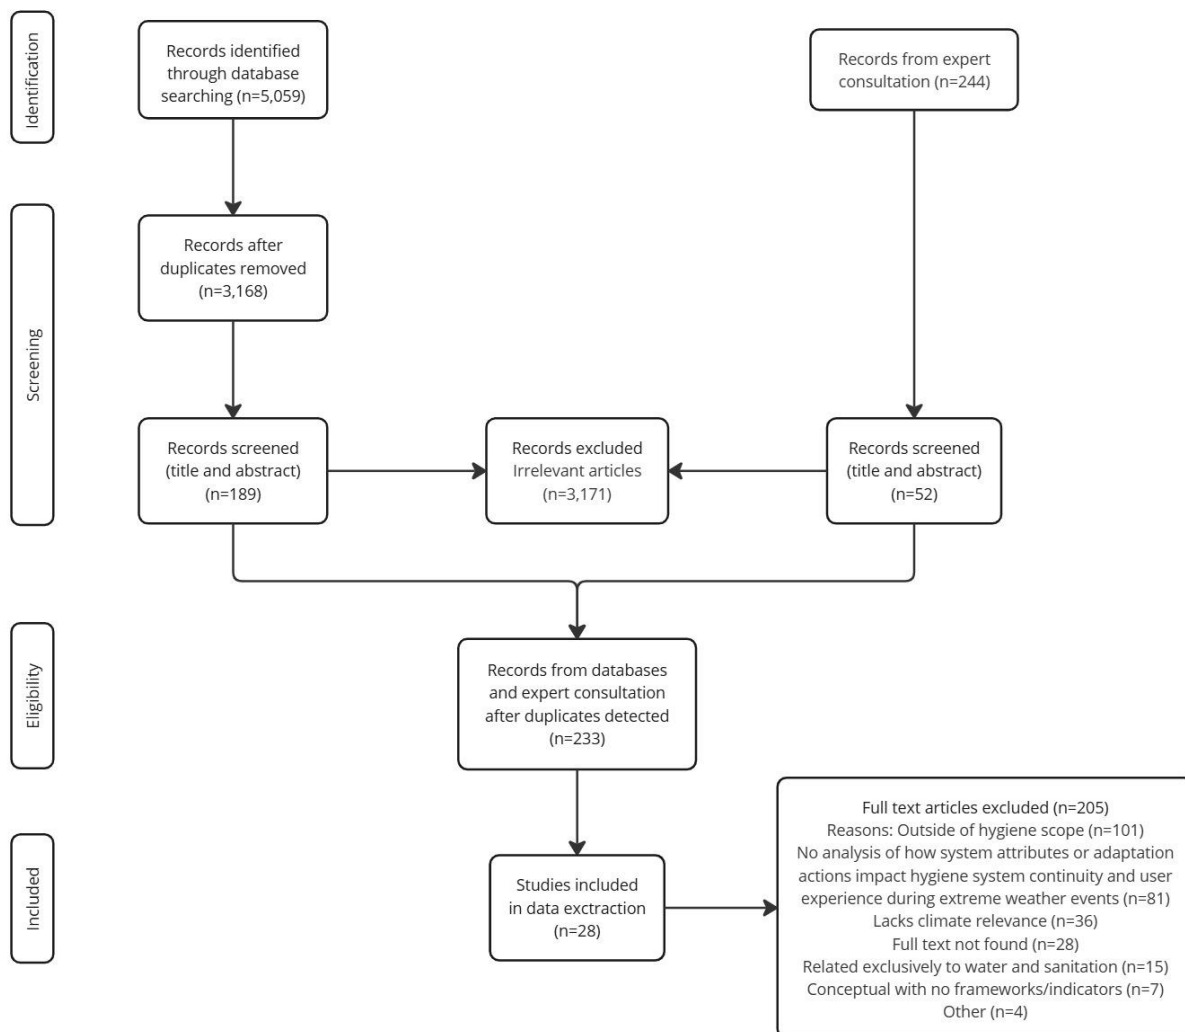 Identification
Records identified
through database
searching (n=5,059)
Records from expert
consultation (n=244)
Screening
Records after
duplicates removed
(n=3,168)
Records screened
(title and abstract)
(n=189)
Records excluded
Irrelevant articles
(n=3,171)
Records screened
(title and abstract)
(n=52)
Eligibility
Records from databases
and expert consultation
after duplicates detected
(n=233)
Included
Studies included
in data exctraction
(n=28)
Full text articles excluded (n=205)
Reasons: Outside of hygiene scope (n=101)
No analysis of how system attributes or adaptation
actions impact hygiene system continuity and user
experience during extreme weather events (n=81)
Lacks climate relevance (n=36)
Full text not found (n=28)
Related exclusively to water and sanitation (n=15)
Conceptual with no frameworks/indicators (n=7)
Other (n=4)